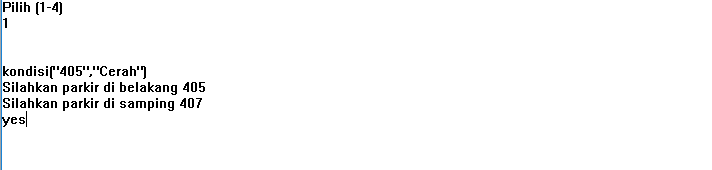 Pilih (1-4)
1
kondisi("405","Cerah")
Silahkan parkir di belakang 405
Silahkan parkir di samping 407
yes